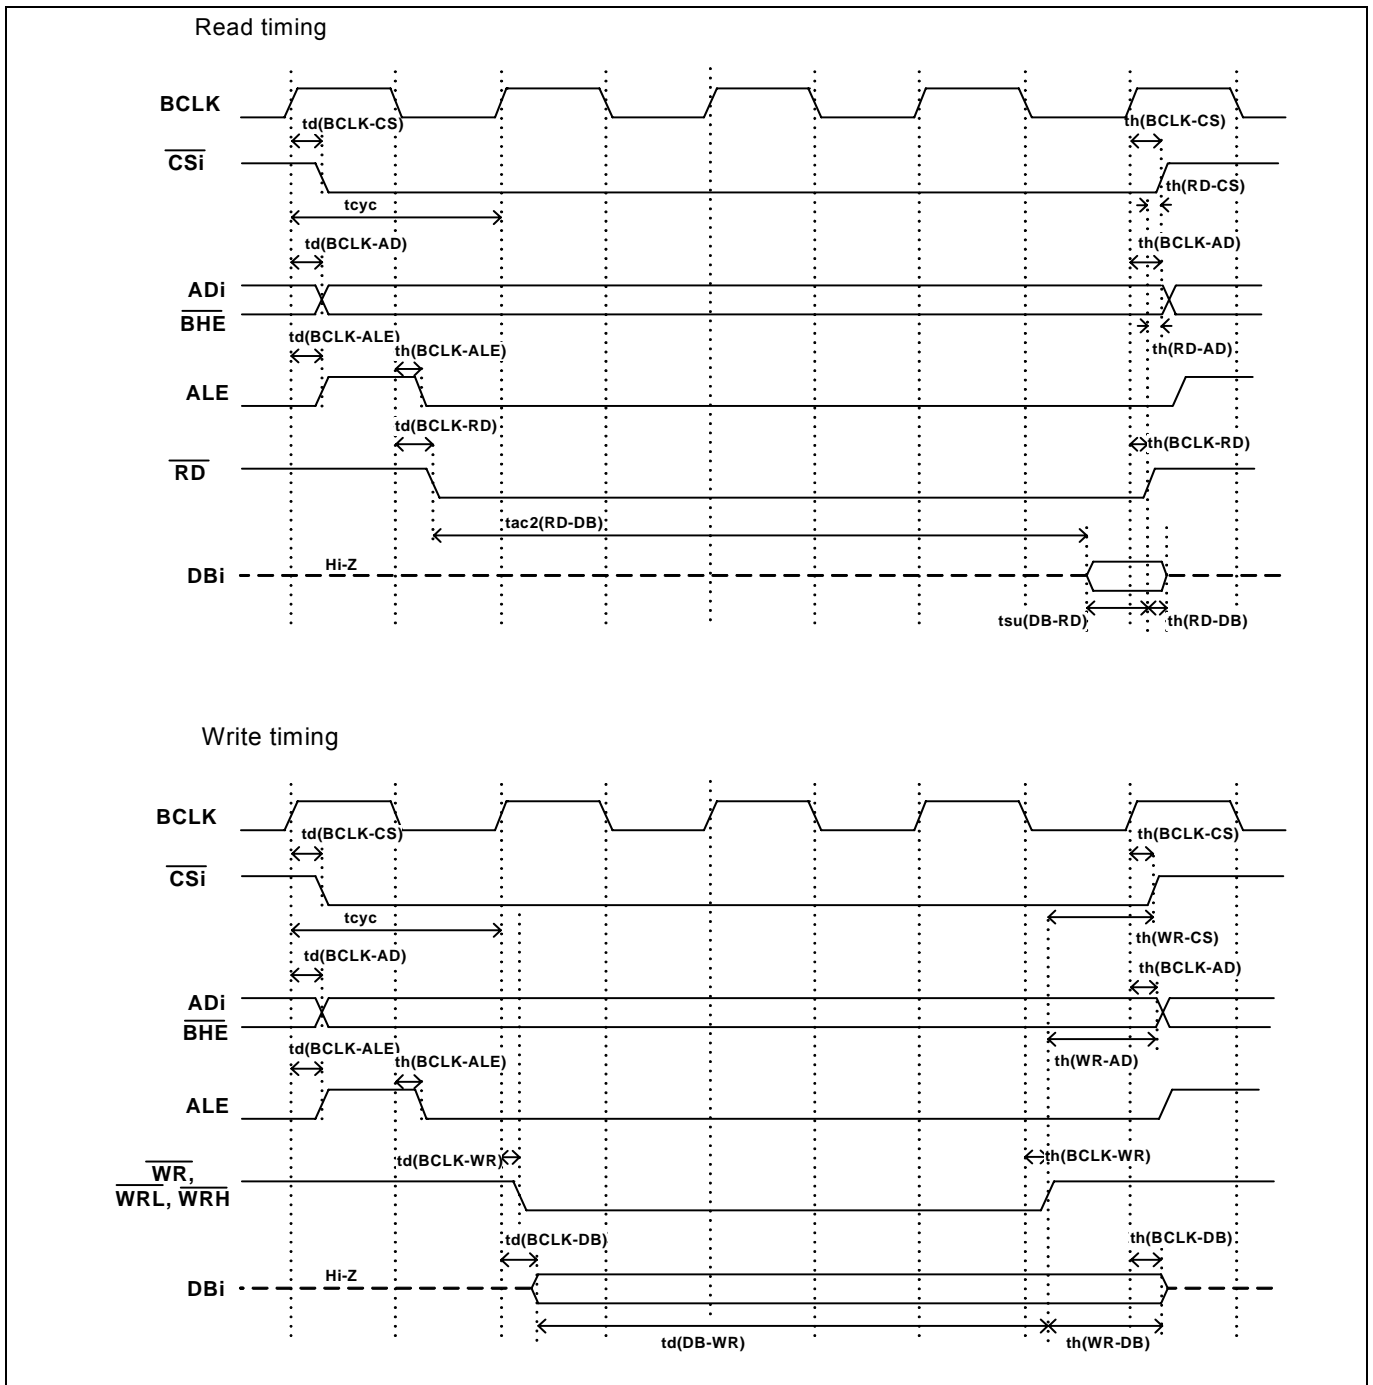 Read timing
BCLK
td(BCLK-CS)
th(BCLK-CS)
CSi
th(RD-CS)
tcyc
td(BCLK-AD)
th(BCLK-AD)
ADi
BHE
td(BCLK-ALE)
th(BCLK-ALE)
th(RD-AD)
ALE
td(BCLK-RD)
th(BCLK-RD)
RD
tac2(RD-DB)
Hi-Z
DBi
tsu(DB-RD)
th(RD-DB)
Write timing
BCLK
td(BCLK-CS)
th(BCLK-CS)
CSi
tcyc
th(WR-CS)
td(BCLK-AD)
th(BCLK-AD)
ADi
BHE
td(BCLK-ALE)
th(BCLK-ALE)
th(WR-AD)
ALE
td(BCLK-WR)
th(BCLK-WR)
WR,
WRL, WRH
td(BCLK-DB)
th(BCLK-DB)
Hi-Z
DBi
td(DB-WR)
th(WR-DB)